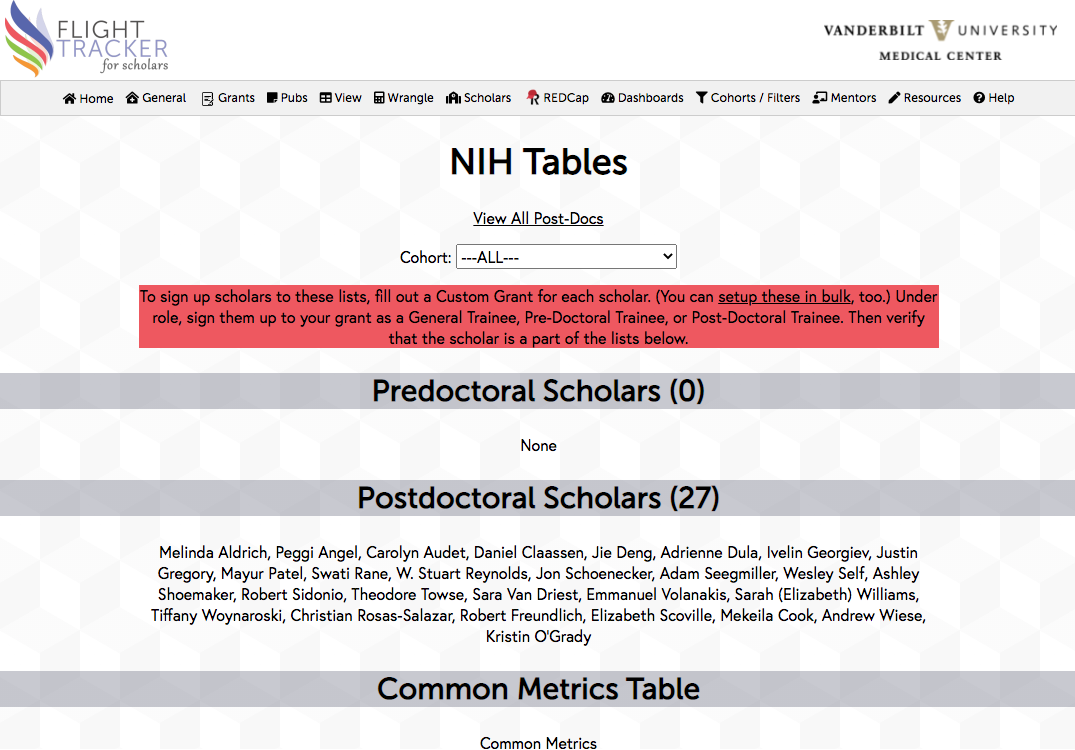 FLIGHT
TRACKER
for scholars
VANDERBILT UNIVERSITY
MEDICAL CENTER
Home General Grants Pubs View Wrangle Scholars REDCap Dashboards Cohorts / Filters Mentors Resources Help
NIH Tables
View All Post-Docs
Cohort: ---ALL---
To sign up scholars to these lists, fill out a Custom Grant for each scholar. (You can setup these in bulk, too.) Under
role, sign them up to your grant as a General Trainee, Pre-Doctoral Trainee, or Post-Doctoral Trainee. Then verify
that the scholar is a part of the lists below.
Predoctoral Scholars (0)
None
Postdoctoral Scholars (27)
Melinda Aldrich, Peggi Angel, Carolyn Audet, Daniel Claassen, Jie Deng, Adrienne Dula, Ivelin Georgiev, Justin
Gregory, Mayur Patel, Swati Rane, W. Stuart Reynolds, Jon Schoenecker, Adam Seegmiller, Wesley Self, Ashley
Shoemaker, Robert Sidonio, Theodore Towse, Sara Van Driest, Emmanuel Volanakis, Sarah (Elizabeth) Williams,
Tiffany Woynaroski, Christian Rosas-Salazar, Robert Freundlich, Elizabeth Scoville, Mekeila Cook, Andrew Wiese,
Kristin O'Grady
Common Metrics Table
Common Metrics